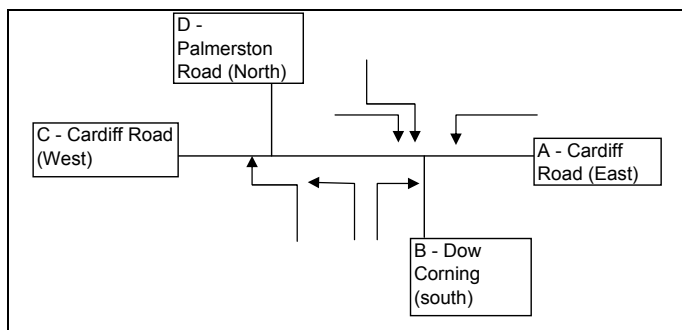 D -
Palmerston
Road (North)
C - Cardiff Road
(West)
A - Cardiff
Road (East)
B - Dow
Corning
(south)